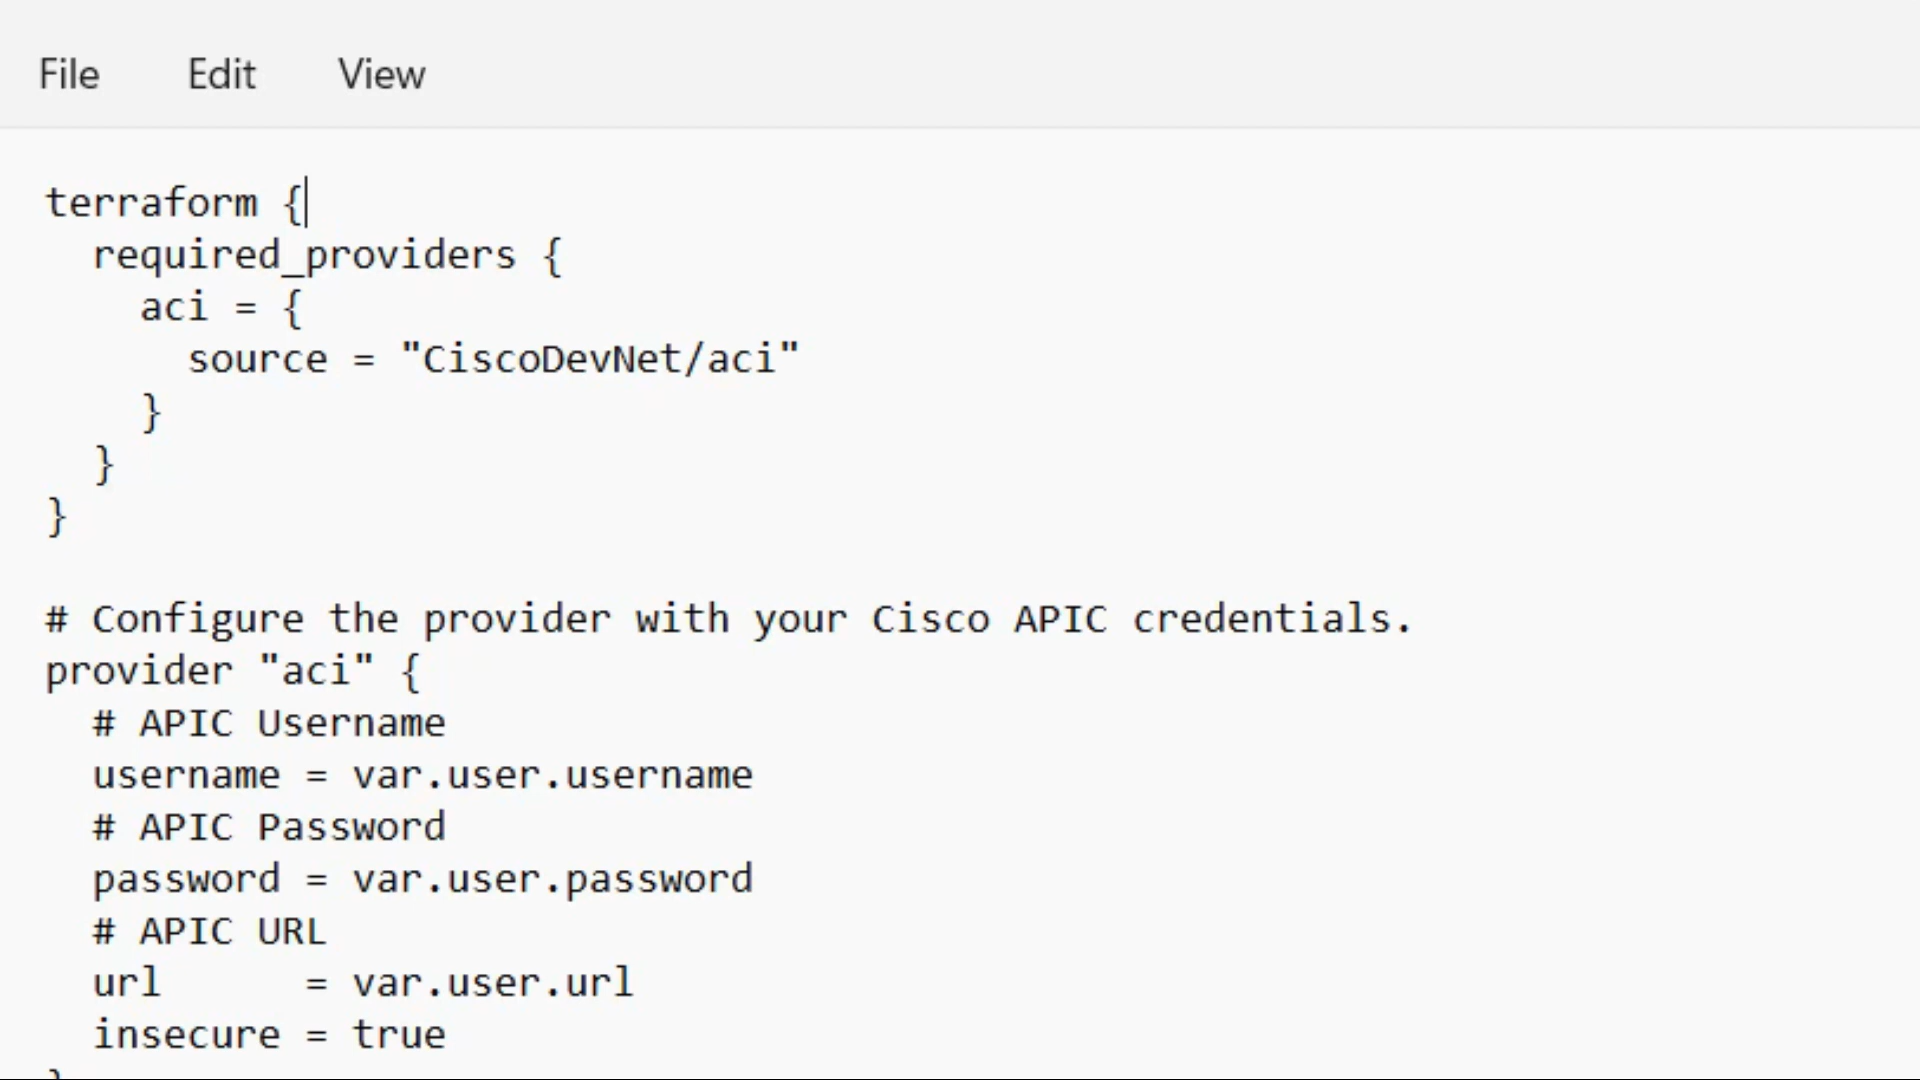 File Edit View
terraform {
  required_providers {
    aci = {
      source = "CiscoDevNet/aci"
    }
  }
}

# Configure the provider with your Cisco APIC credentials.
provider "aci" {
  # APIC Username
  username = var.user.username
  # APIC Password
  password = var.user.password
  # APIC URL
  url      = var.user.url
  insecure = true
}